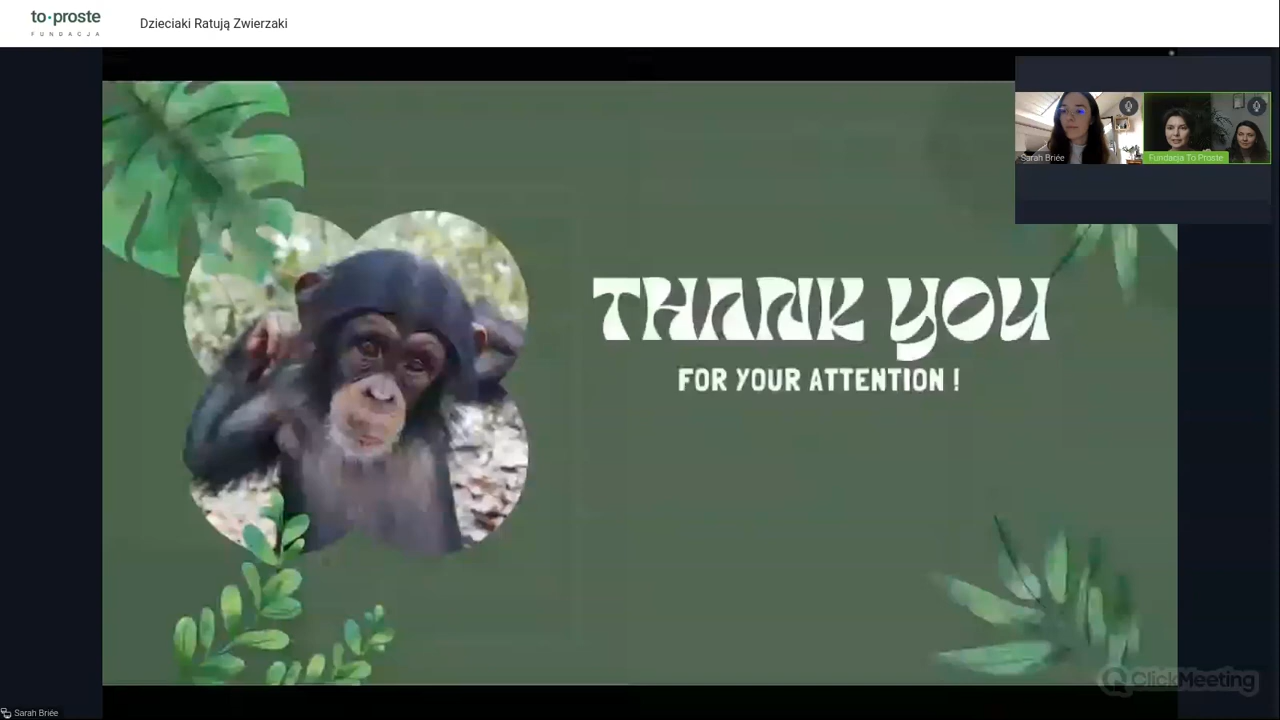 to·proste
FUNDACJA
Dzieciaki Ratują Zwierzaki
Sarah Briée
Fundacja To Proste
THANK YOU
FOR YOUR ATTENTION !
ClickMeeting
Sarah Briée